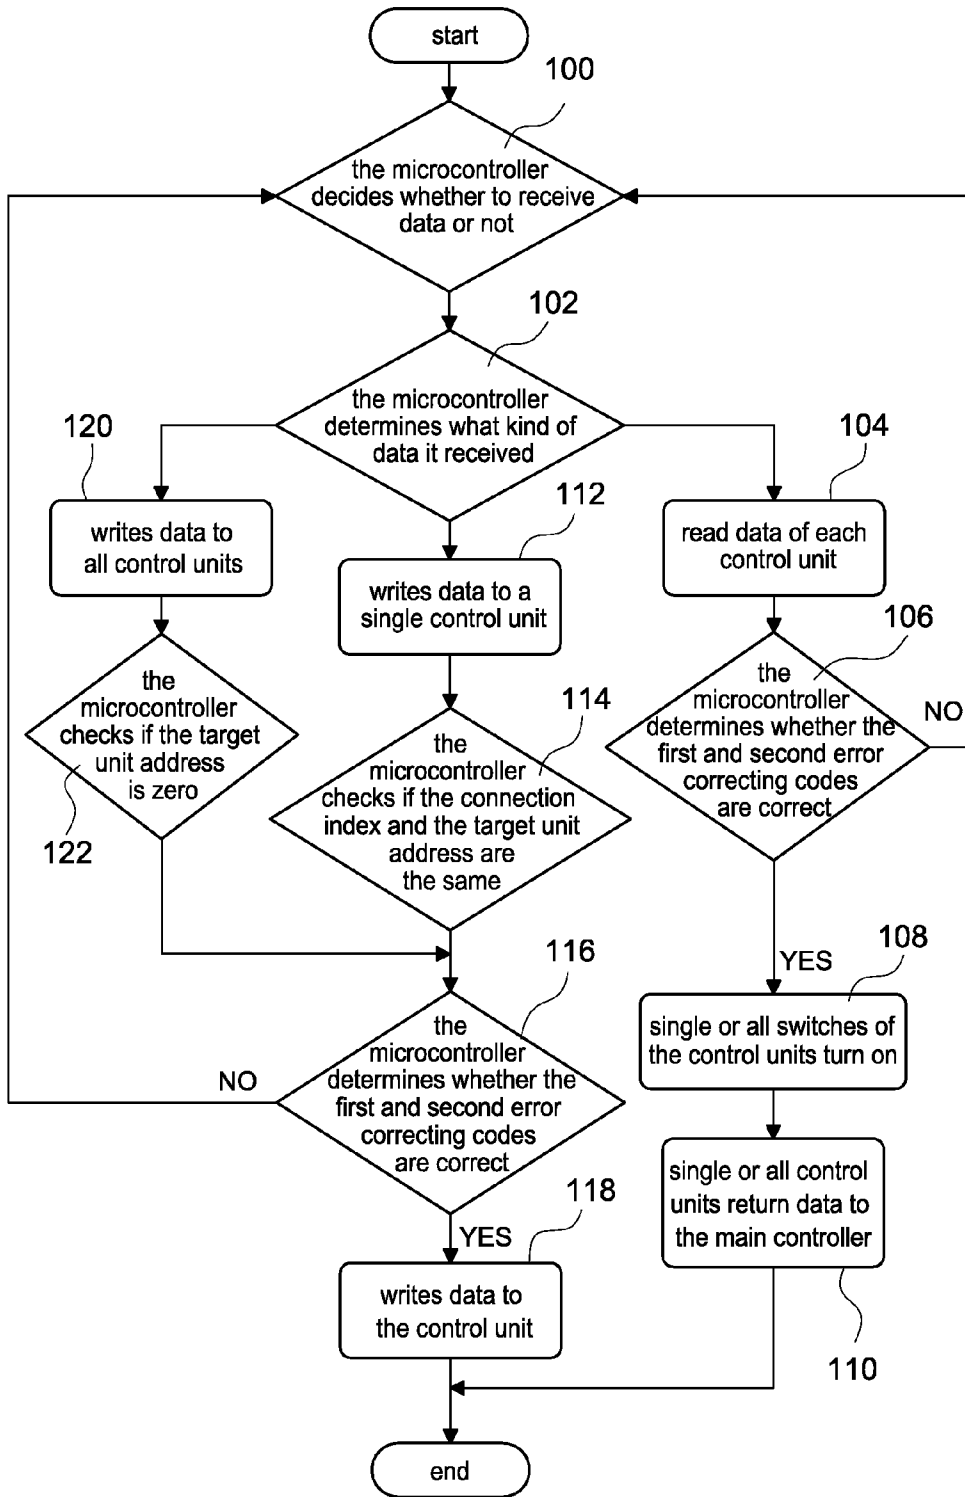 start
100
the microcontroller
decides whether to receive
data or not
102
the microcontroller
determines what kind of
data it received
120
writes data to
all control units
112
writes data to a
single control unit
104
read data of each
control unit
the
microcontroller
checks if the target
unit address
is zero
122
114
the
microcontroller
checks if the connection
index and the target unit
address are
the same
106
the
microcontroller
determines whether the
first and second error
correcting codes
are correct
NO
YES
116
the
microcontroller
determines whether the
first and second error
correcting codes
are correct
NO
YES
108
single or all switches of
the control units turn on
118
writes data to
the control unit
single or all control
units return data to
the main controller
110
end